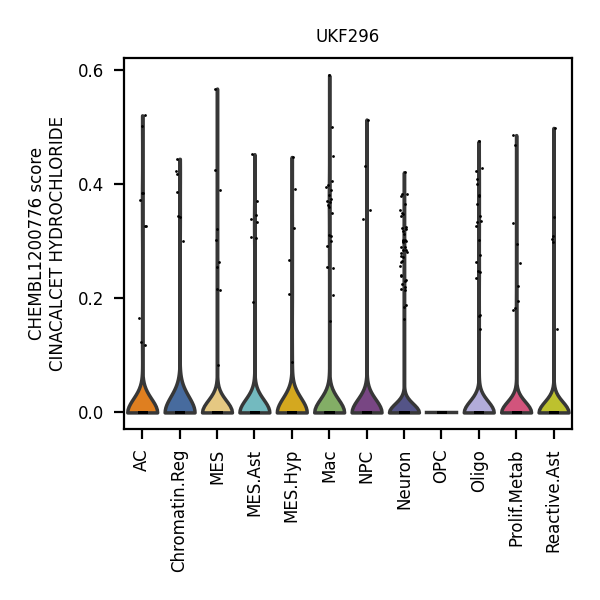 UKF296
CHEMBL1200776 score
CINACALCET HYDROCHLORIDE
0.6
0.4
0.2
0.0
AC
Chromatin.Reg
MES
MES.Ast
MES.Hyp
Mac
NPC
Neuron
OPC
Oligo
Prolif.Metab
Reactive.Ast